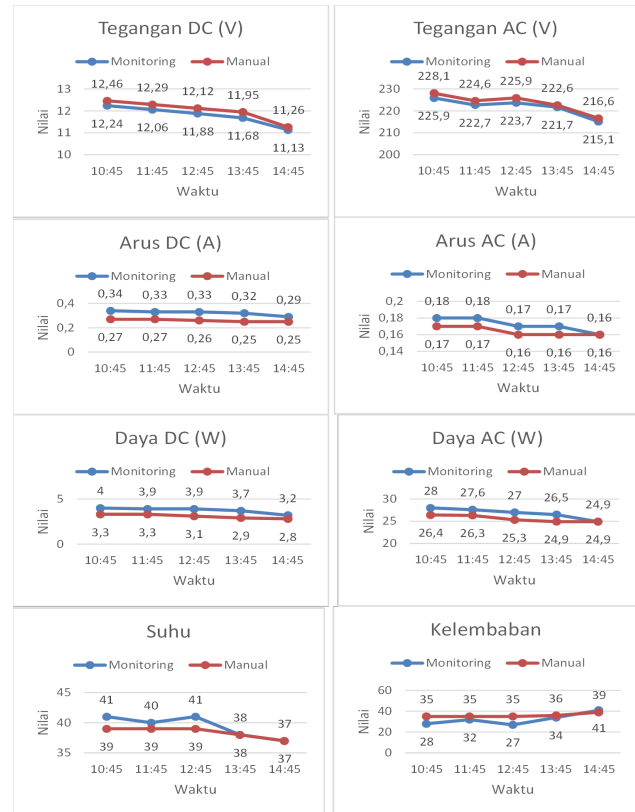 Tegangan DC (V)
Monitoring Manual
12,46 12,29 12,12 11,95 11,26
13
12
11
10
Nilai
12,24 12,06 11,88 11,68 11,13
10:45 11:45 12:45 13:45 14:45
Waktu
Tegangan AC (V)
Monitoring Manual
228,1 224,6 225,9 222,6 216,6
230
220
210
200
Nilai
225,9 222,7 223,7 221,7 215,1
10:45 11:45 12:45 13:45 14:45
Waktu
Arus DC (A)
Monitoring Manual
0,34 0,33 0,33 0,32 0,29
0,4
0,2
0
Nilai
0,27 0,27 0,26 0,25 0,25
10:45 11:45 12:45 13:45 14:45
Waktu
Arus AC (A)
Monitoring Manual
0,18 0,18 0,17 0,17 0,16
0,2
0,18
0,16
0,14
Nilai
0,17 0,17 0,16 0,16 0,16
10:45 11:45 12:45 13:45 14:45
Waktu
Daya DC (W)
Monitoring Manual
4 3,9 3,9 3,7 3,2
5
0
Nilai
3,3 3,3 3,1 2,9 2,8
10:45 11:45 12:45 13:45 14:45
Waktu
Daya AC (W)
Monitoring Manual
28 27,6 27 26,5 24,9
30
25
20
Nilai
26,4 26,3 25,3 24,9 24,9
10:45 11:45 12:45 13:45 14:45
Waktu
Suhu
Monitoring Manual
41 40 41 38 37
45
40
35
Nilai
39 39 39 38 37
10:45 11:45 12:45 13:45 14:45
Waktu
Kelembaban
Monitoring Manual
35 35 35 36 39
60
40
20
0
Nilai
28 32 27 34 41
10:45 11:45 12:45 13:45 14:45
Waktu